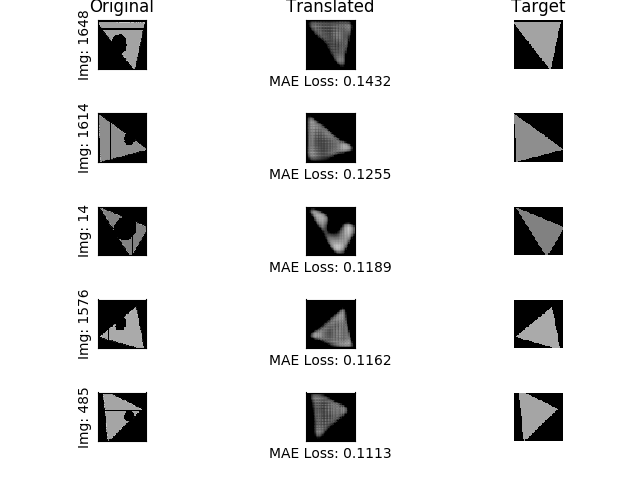 Original Translated Target
Img: 1648
MAE Loss: 0.1432
Img: 1614
MAE Loss: 0.1255
Img: 14
MAE Loss: 0.1189
Img: 1576
MAE Loss: 0.1162
Img: 485
MAE Loss: 0.1113